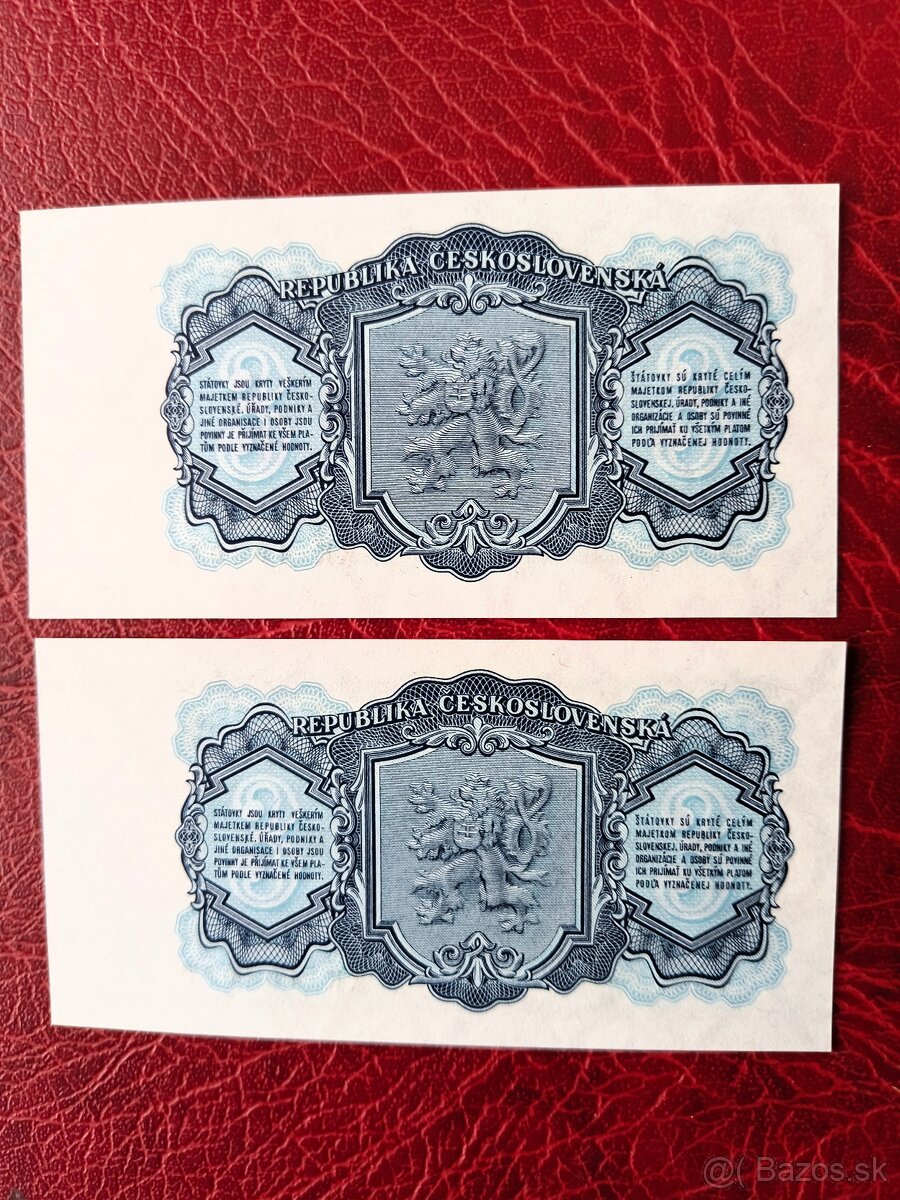 REPUBLIKA ČESKOSLOVENSKÁ
STÁTOVKY JSOU KRYTY VEŠKERÝM
MAJETKEM REPUBLIKY ČESKO-
SLOVENSKÉ. ÚŘADY, PODNIKY A
JINÉ ORGANISACE I OSOBY JSOU
POVINNY JE PŘIJÍMAT KE VŠEM PLA-
TŮM PODLE VYZNAČENÉ HODNOTY.
3
ŠTÁTOVKY SÚ KRYTÉ CELÝM
MAJETKOM REPUBLIKY ČESKO-
SLOVENSKEJ, ÚRADY, PODNIKY A INÉ
ORGANIZÁCIE A OSOBY SÚ POVINNÉ
ICH PRIJÍMAŤ KU VŠETKÝM PLATOM
PODĽA VYZNAČENEJ HODNOTY.
3
REPUBLIKA ČESKOSLOVENSKÁ
STÁTOVKY JSOU KRYTY VEŠKERÝM
MAJETKEM REPUBLIKY ČESKO-
SLOVENSKÉ. ÚŘADY, PODNIKY A
JINÉ ORGANISACE I OSOBY JSOU
POVINNY JE PŘIJÍMAT KE VŠEM PLA-
TŮM PODLE VYZNAČENÉ HODNOTY.
3
ŠTÁTOVKY SÚ KRYTÉ CELÝM
MAJETKOM REPUBLIKY ČESKO-
SLOVENSKEJ, ÚRADY, PODNIKY A INÉ
ORGANIZÁCIE A OSOBY SÚ POVINNÉ
ICH PRIJÍMAŤ KU VŠETKÝM PLATOM
PODĽA VYZNAČENEJ HODNOTY.
3
@( Bazos.sk